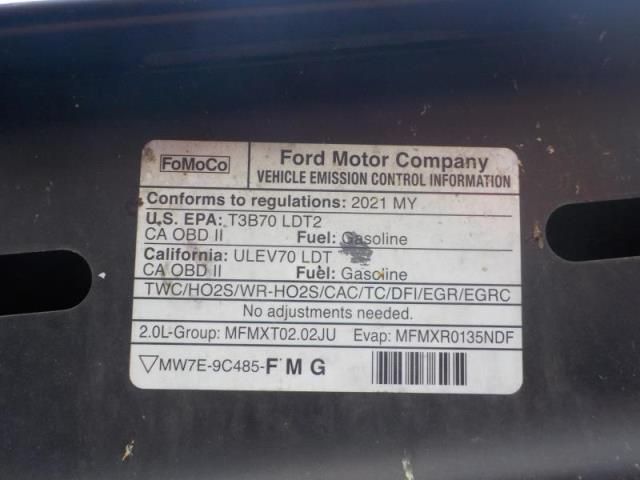 FoMoCo
Ford Motor Company
VEHICLE EMISSION CONTROL INFORMATION
Conforms to regulations: 2021 MY
U.S. EPA: T3B70 LDT2
CA OBD II Fuel: Gasoline
California: ULEV70 LDT
CA OBD II Fuel: Gasoline
TWC/HO2S/WR-HO2S/CAC/TC/DFI/EGR/EGRC
No adjustments needed.
2.0L-Group: MFMXT02.02JU Evap: MFMXR0135NDF
MW7E-9C485-F M G